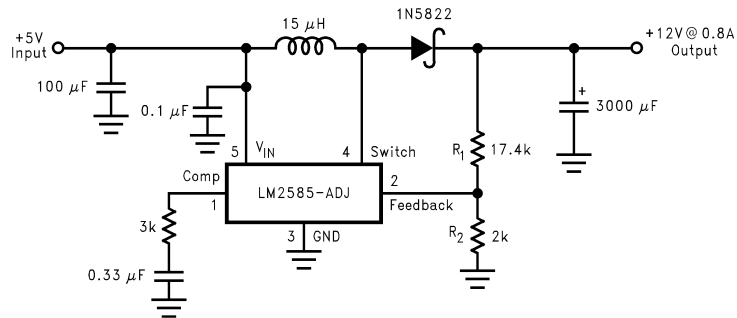 1N5822
15 μH
+5V
Input
+12V@ 0.8A
Output
100 μF
0.1 μF
3000 μF
5
VIN
4
Switch
R1
17.4k
Comp
1
LM2585-ADJ
2
Feedback
3k
3
GND
R2
2k
0.33 μF
+